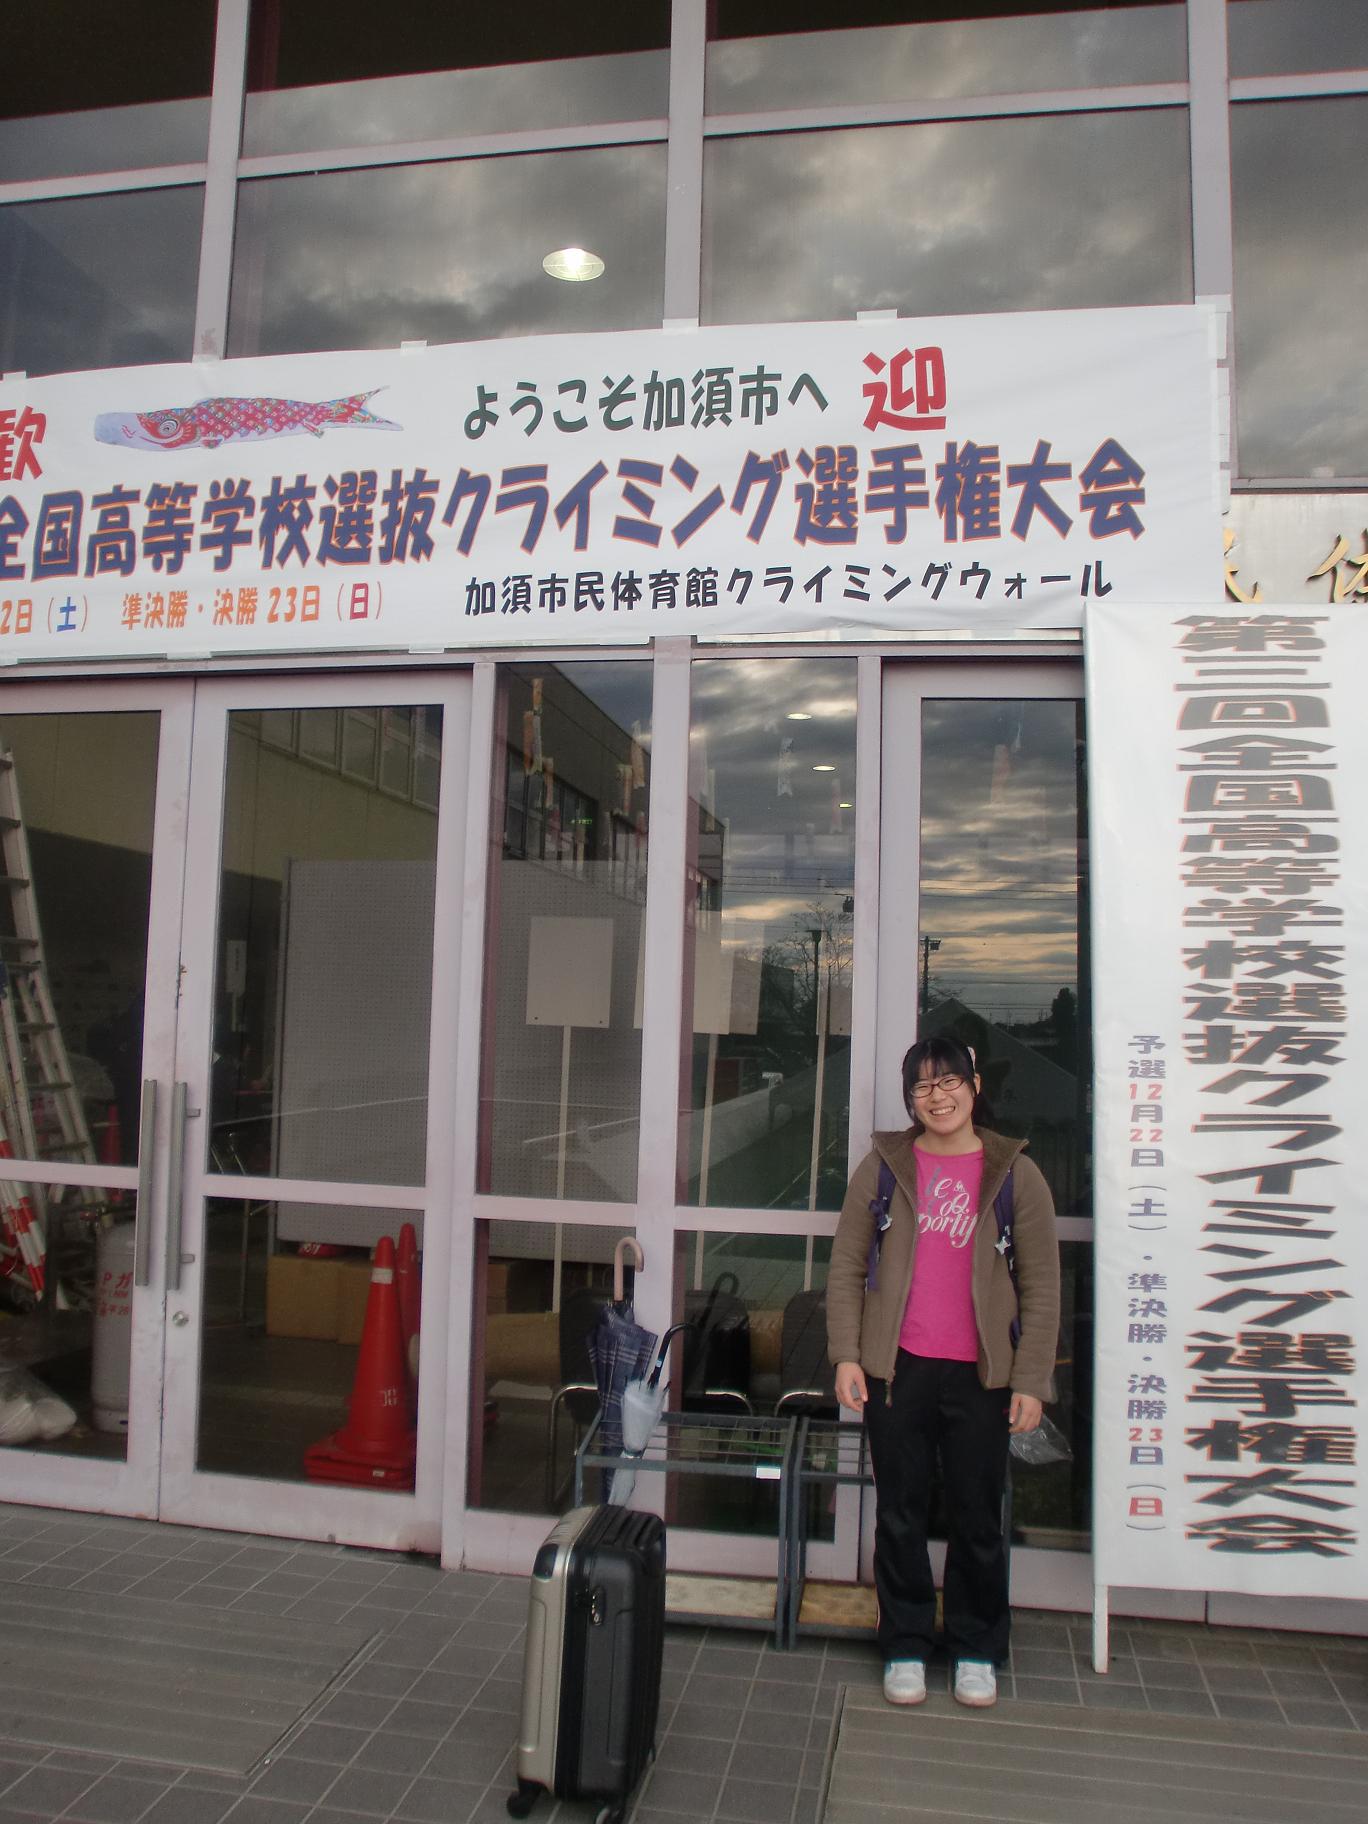 歓
ようこそ加須市へ
迎
全国高等学校選抜クライミング選手権大会
2日(土) 準決勝・決勝 23日(日)
加須市民体育館クライミングウォール
第三回全国高等学校選抜クライミング選手権大会
予選12月22日(土)・準決勝・決勝23日(日)
le
coq
sportif